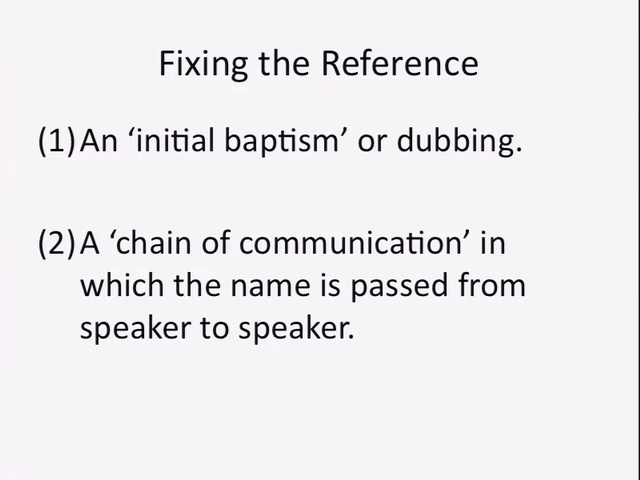 Fixing the Reference
(1) An ‘initial baptism’ or dubbing.
(2) A ‘chain of communication’ in
which the name is passed from
speaker to speaker.